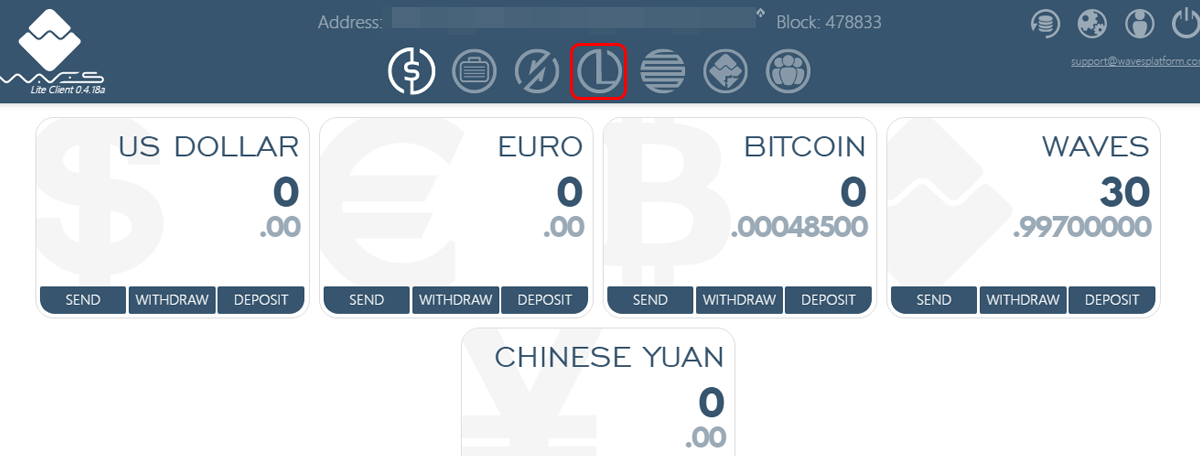 Address:
Block: 478833
WAVES
Lite Client 0.4.18a
support@wavesplatform.co
US DOLLAR
0
.00
SEND WITHDRAW DEPOSIT
EURO
0
.00
SEND WITHDRAW DEPOSIT
BITCOIN
0
.00048500
SEND WITHDRAW DEPOSIT
WAVES
30
.99700000
SEND WITHDRAW DEPOSIT
CHINESE YUAN
0
.00